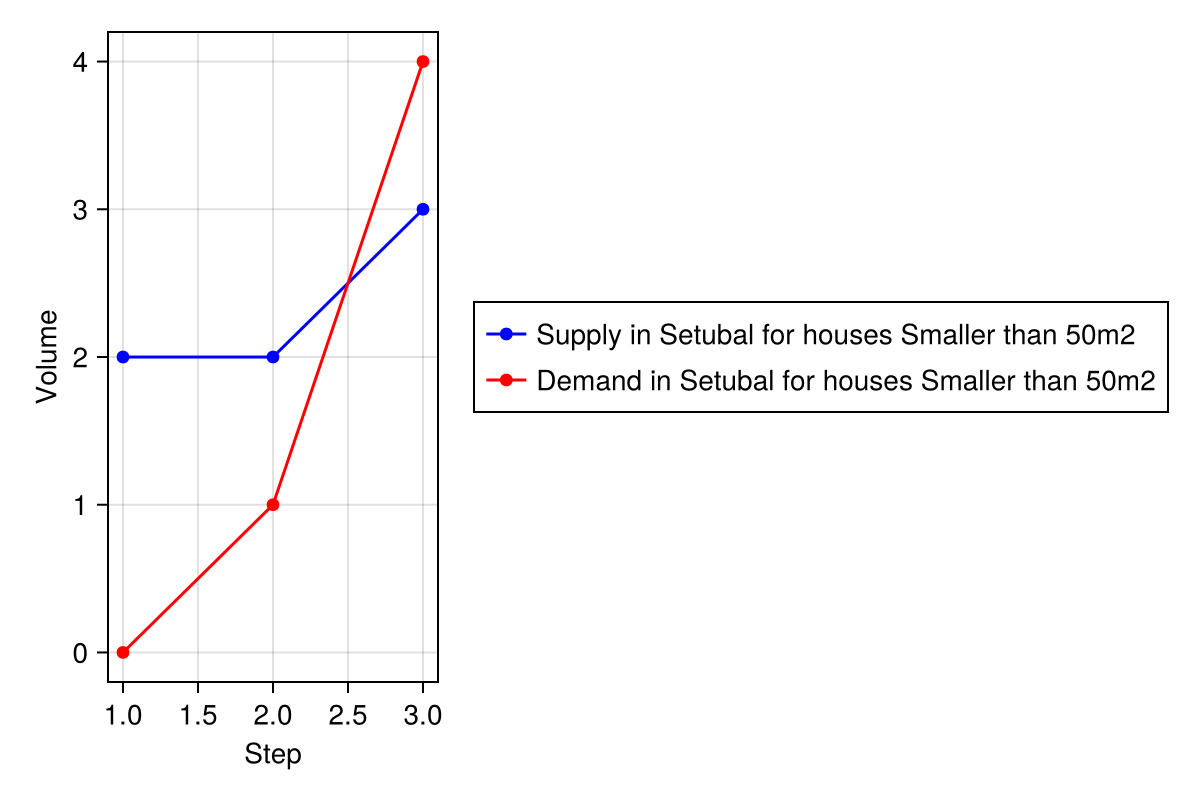 4
3
2
1
0
Volume
1.0 1.5 2.0 2.5 3.0
Step
Supply in Setubal for houses Smaller than 50m2
Demand in Setubal for houses Smaller than 50m2